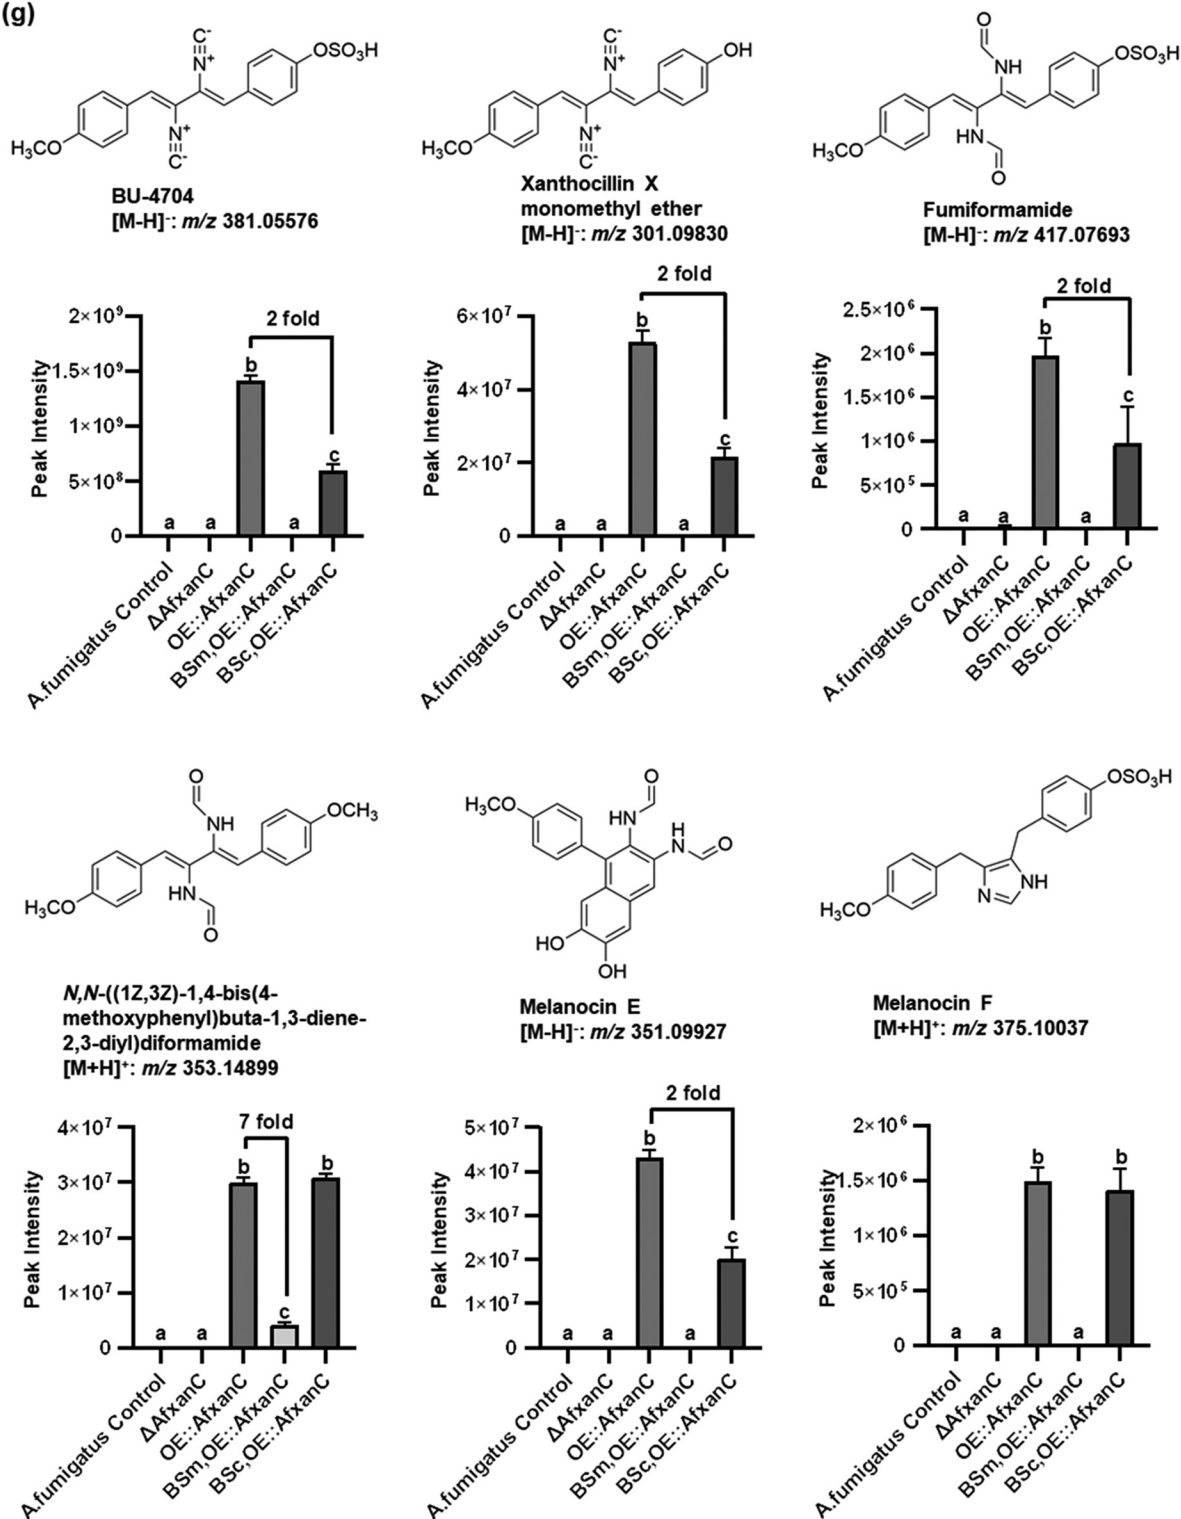 (g)
C⁻
N⁺
OSO₃H
N⁺
C⁻
H₃CO
BU-4704
[M-H]⁻: m/z 381.05576
C⁻
N⁺
OH
N⁺
C⁻
H₃CO
Xanthocillin X
monomethyl ether
[M-H]⁻: m/z 301.09830
O
NH
OSO₃H
HN
O
H₃CO
Fumiformamide
[M-H]⁻: m/z 417.07693
Peak Intensity
2×10⁹
1.5×10⁹
1×10⁹
5×10⁸
0
2 fold
a
a
b
a
c
A.fumigatus Control
ΔAfxanC
OE::AfxanC
BSm,OE::AfxanC
BSc,OE::AfxanC
Peak Intensity
6×10⁷
4×10⁷
2×10⁷
0
2 fold
a
a
b
a
c
A.fumigatus Control
ΔAfxanC
OE::AfxanC
BSm,OE::AfxanC
BSc,OE::AfxanC
Peak Intensity
2.5×10⁶
2×10⁶
1.5×10⁶
1×10⁶
5×10⁵
0
2 fold
a
a
b
a
c
A.fumigatus Control
ΔAfxanC
OE::AfxanC
BSm,OE::AfxanC
BSc,OE::AfxanC
O
NH
OCH₃
HN
O
H₃CO
N,N-((1Z,3Z)-1,4-bis(4-
methoxyphenyl)buta-1,3-diene-
2,3-diyl)diformamide
[M+H]⁺: m/z 353.14899
H₃CO
O
HN
H
N
O
HO
OH
Melanocin E
[M-H]⁻: m/z 351.09927
OSO₃H
NH
N
H₃CO
Melanocin F
[M+H]⁺: m/z 375.10037
Peak Intensity
4×10⁷
3×10⁷
2×10⁷
1×10⁷
0
7 fold
a
a
b
c
b
A.fumigatus Control
ΔAfxanC
OE::AfxanC
BSm,OE::AfxanC
BSc,OE::AfxanC
Peak Intensity
5×10⁷
4×10⁷
3×10⁷
2×10⁷
1×10⁷
0
2 fold
a
a
b
a
c
A.fumigatus Control
ΔAfxanC
OE::AfxanC
BSm,OE::AfxanC
BSc,OE::AfxanC
Peak Intensity
2×10⁶
1.5×10⁶
1×10⁶
5×10⁵
0
a
a
b
a
b
A.fumigatus Control
ΔAfxanC
OE::AfxanC
BSm,OE::AfxanC
BSc,OE::AfxanC